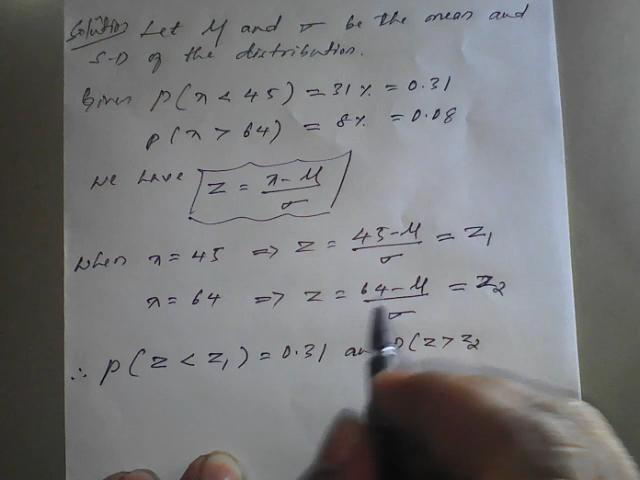 Solution Let μ and σ be the mean and
S.D of the distribution.
Given P(x < 45) = 31% = 0.31
P(x > 64) = 8% = 0.08
We have Z = (x-μ)/σ
When x = 45 => Z = (45-μ)/σ = Z₁
x = 64 => Z = (64-μ)/σ = Z₂
∴ P(Z < Z₁) = 0.31 P(Z > Z₂